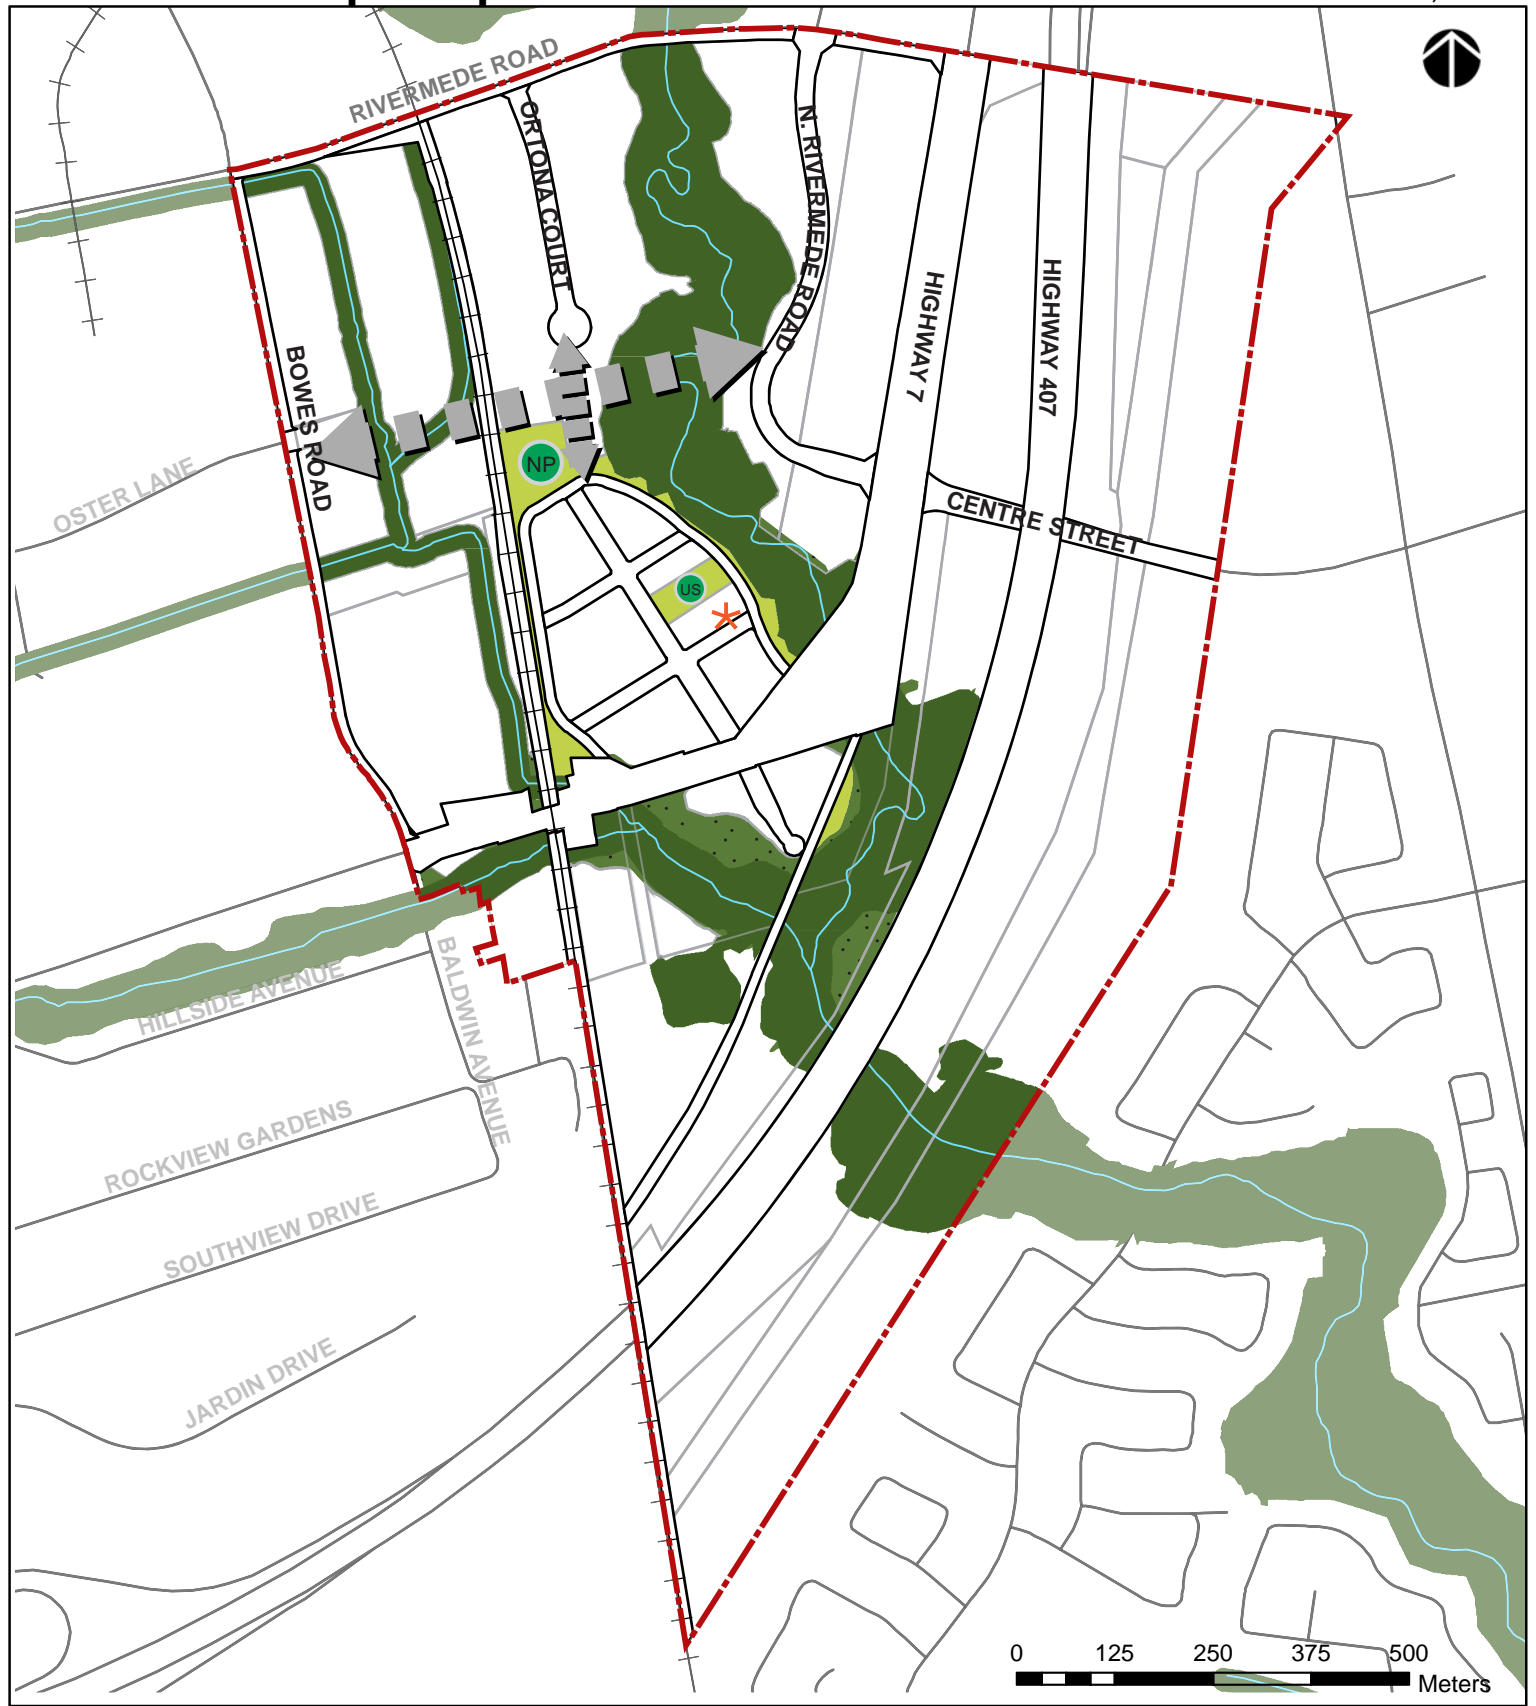 RIVERMEDE ROAD
ORTONA COURT
N. RIVERMEDE ROAD
HIGHWAY 7
HIGHWAY 407
BOWES ROAD
OSTER LANE
NP
CENTRE STREET
US
BALDWIN AVENUE
HILLSIDE AVENUE
ROCKVIEW GARDENS
SOUTHVIEW DRIVE
JARDIN DRIVE
0 125 250 375 500
Meters